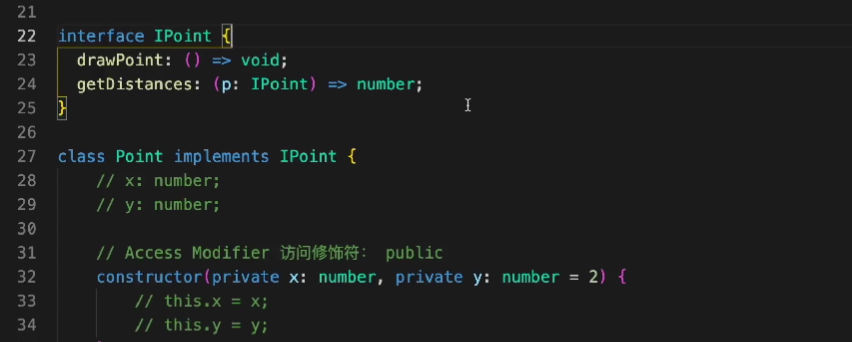 21
22 interface IPoint {
23   drawPoint: () => void;
24   getDistances: (p: IPoint) => number;
25 }
26
27 class Point implements IPoint {
28     // x: number;
29     // y: number;
30
31     // Access Modifier 访问修饰符： public
32     constructor(private x: number, private y: number = 2) {
33         // this.x = x;
34         // this.y = y;